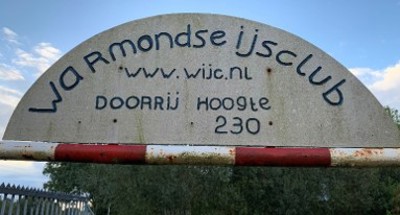 Warmondse ijsclub
www.wijc.nl
Doorrij Hoogte
230